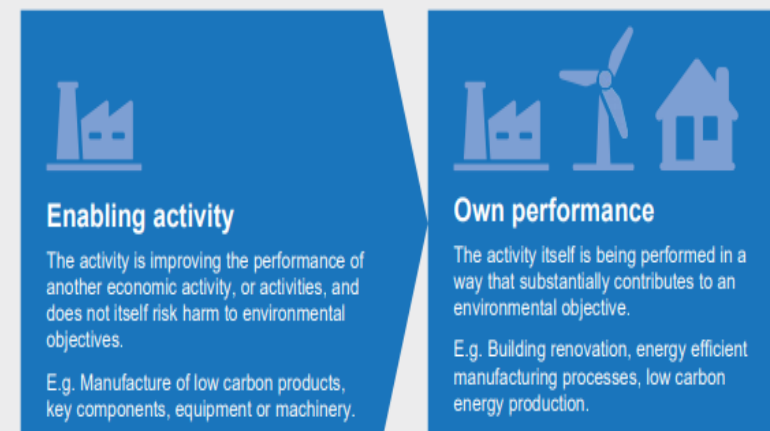 Enabling activity
The activity is improving the performance of
another economic activity, or activities, and
does not itself risk harm to environmental
objectives.
E.g. Manufacture of low carbon products,
key components, equipment or machinery.
Own performance
The activity itself is being performed in a
way that substantially contributes to an
environmental objective.
E.g. Building renovation, energy efficient
manufacturing processes, low carbon
energy production.